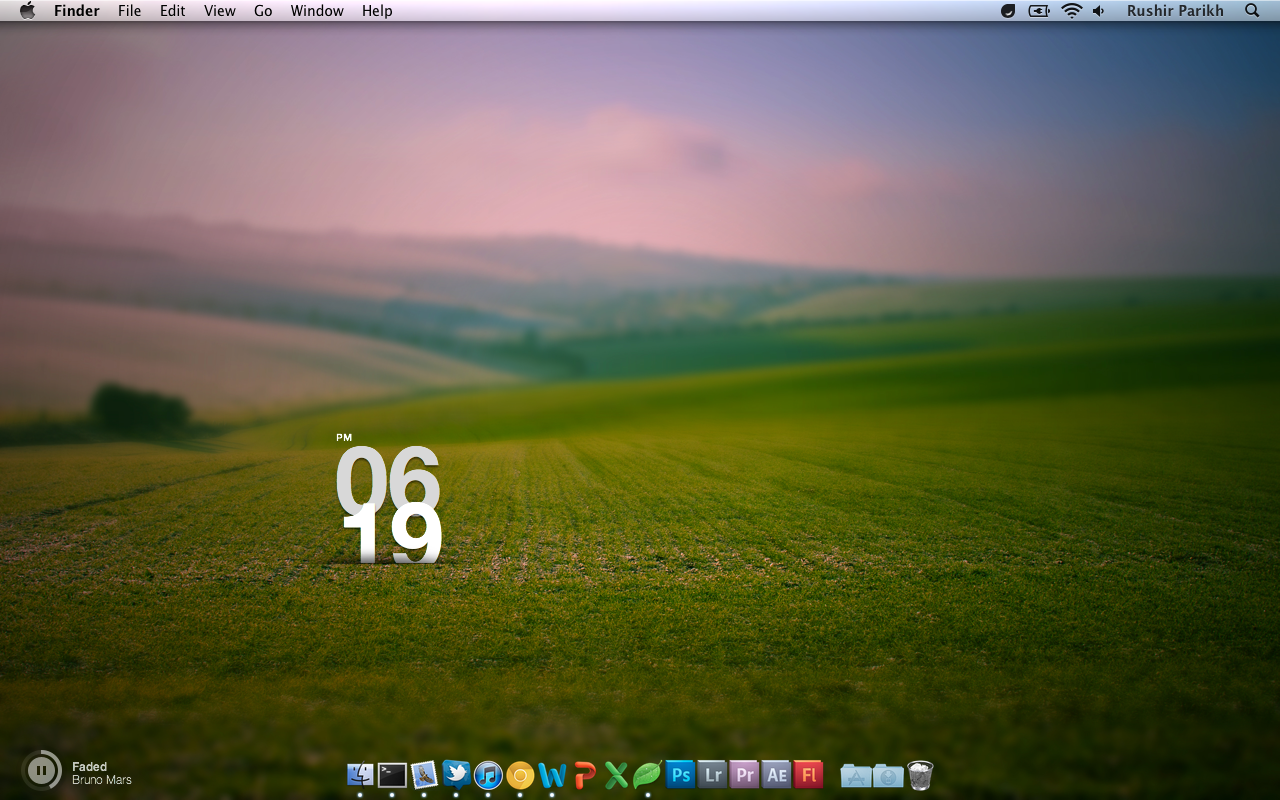 Finder File Edit View Go Window Help Rushir Parikh
PM
06
19
Faded
Bruno Mars
>_
Ps Lr Pr AE Fl